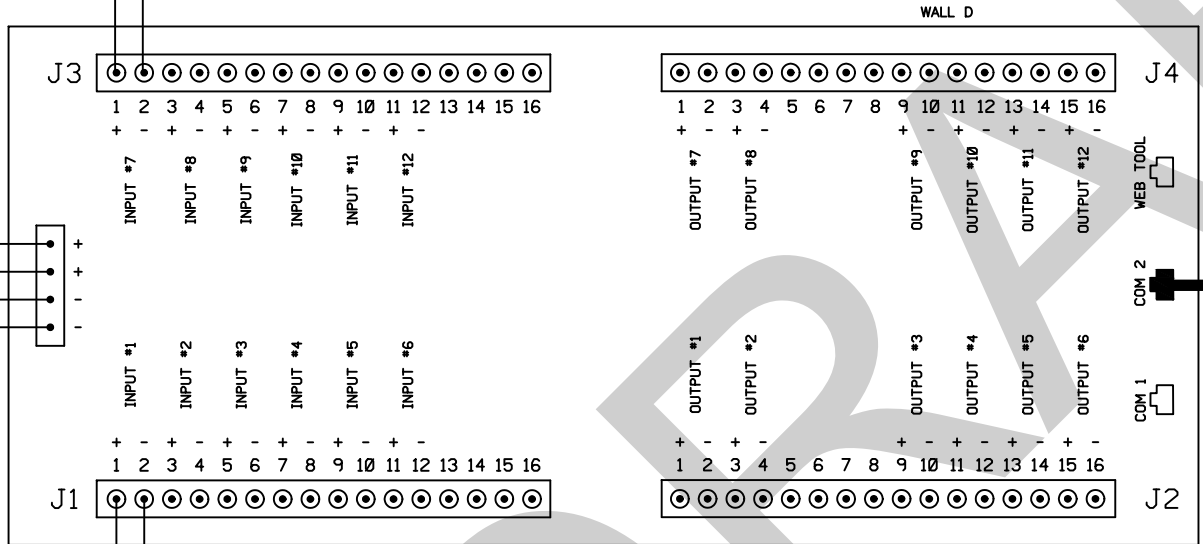 WALL D
J3
J4
1 2 3 4 5 6 7 8 9 10 11 12 13 14 15 16
1 2 3 4 5 6 7 8 9 10 11 12 13 14 15 16
+ - + - + - + - + - + -
+ - + - + - + - + - + -
INPUT #7
INPUT #8
INPUT #9
INPUT #10
INPUT #11
INPUT #12
OUTPUT #7
OUTPUT #8
OUTPUT #9
OUTPUT #10
OUTPUT #11
OUTPUT #12
WEB TOOL
+
+
-
-
COM 2
INPUT #1
INPUT #2
INPUT #3
INPUT #4
INPUT #5
INPUT #6
OUTPUT #1
OUTPUT #2
OUTPUT #3
OUTPUT #4
OUTPUT #5
OUTPUT #6
COM 1
+ - + - + - + - + - + -
+ - + - + - + - + - + -
1 2 3 4 5 6 7 8 9 10 11 12 13 14 15 16
1 2 3 4 5 6 7 8 9 10 11 12 13 14 15 16
J1
J2